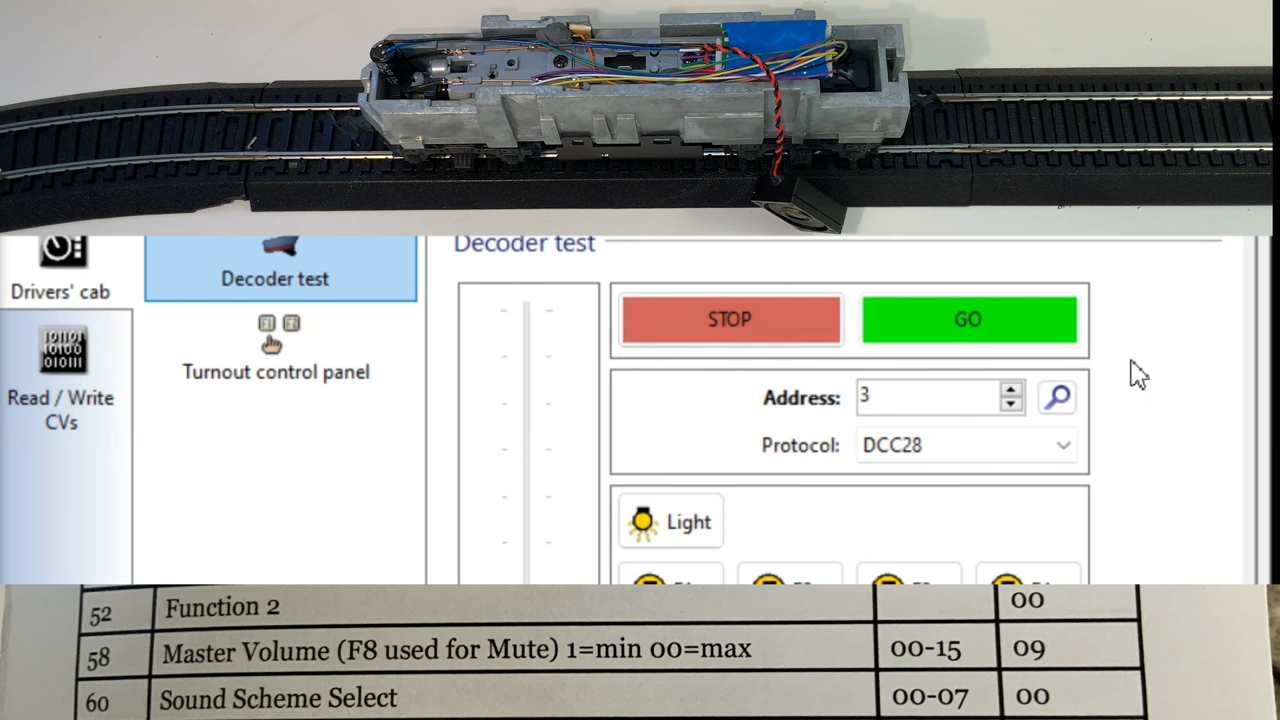 Decoder test
Drivers' cab
Decoder test
STOP
GO
Turnout control panel
Read / Write
CVs
Address:
3
Protocol:
DCC28
Light
52 Function 2 00
58 Master Volume (F8 used for Mute) 1=min 00=max 00-15 09
60 Sound Scheme Select 00-07 00